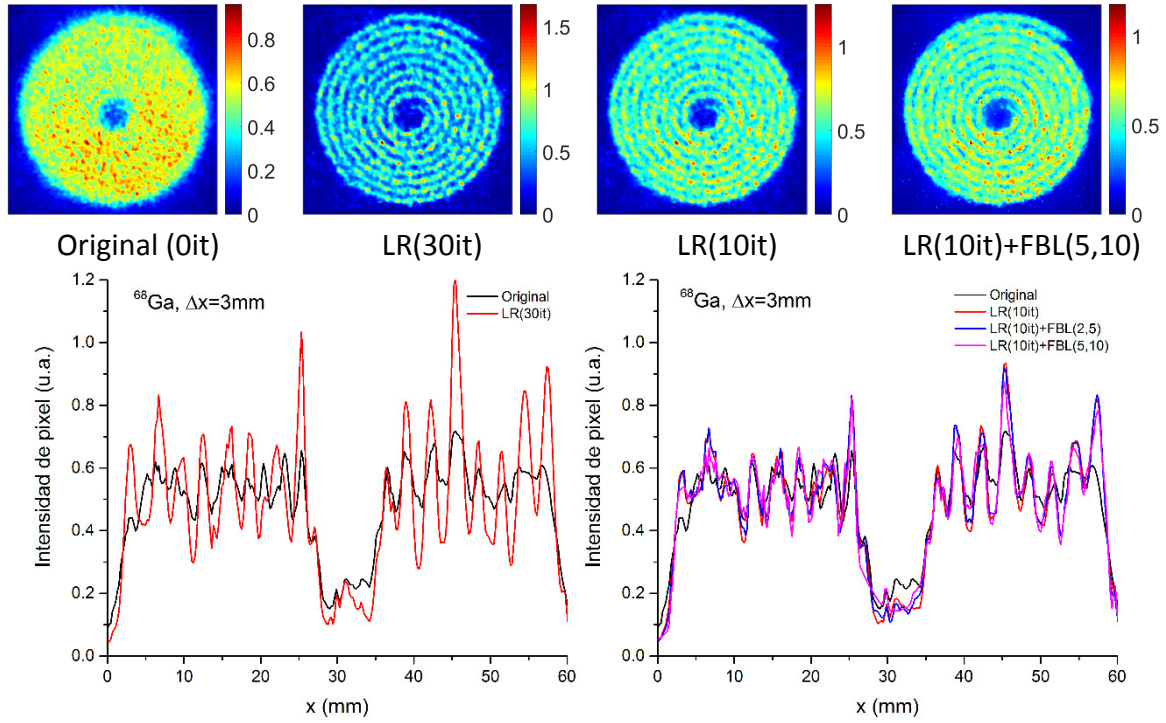 0.8
0.6
0.4
0.2
0
1.5
1
0.5
0
1
0.5
0
1
0.5
0
Original (0it)
LR(30it)
LR(10it)
LR(10it)+FBL(5,10)
1.2
1.0
0.8
0.6
0.4
0.2
0.0
Intensidad de pixel (u.a.)
⁶⁸Ga, Δx=3mm
Original
LR(30it)
0 10 20 30 40 50 60
x (mm)
1.2
1.0
0.8
0.6
0.4
0.2
0.0
Intensidad de pixel (u.a.)
⁶⁸Ga, Δx=3mm
Original
LR(10it)
LR(10it)+FBL(2,5)
LR(10it)+FBL(5,10)
0 10 20 30 40 50 60
x (mm)